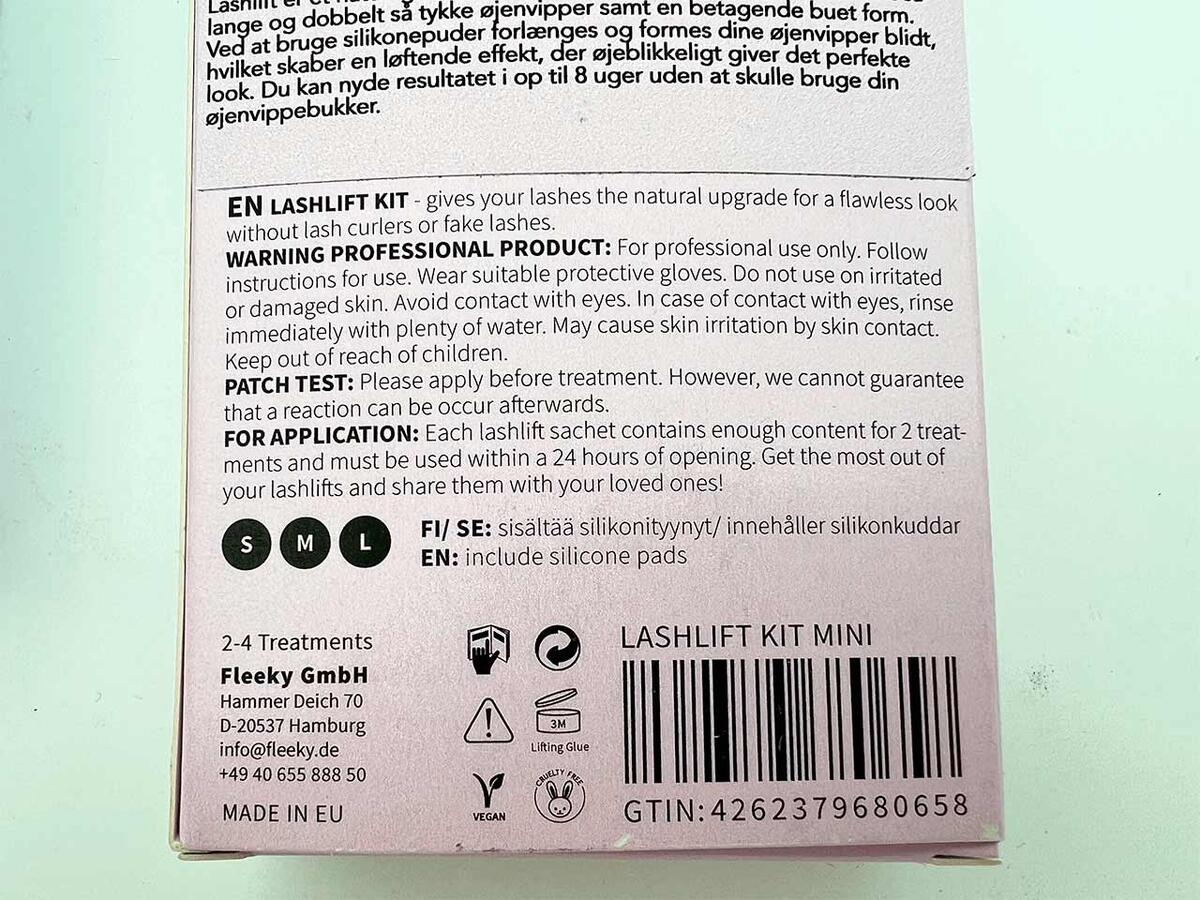 Lashlift er et
lange og dobbelt så tykke øjenvipper samt en betagende buet form.
Ved at bruge silikonepuder forlænges og formes dine øjenvipper blidt,
hvilket skaber en løftende effekt, der øjeblikkeligt giver det perfekte
look. Du kan nyde resultatet i op til 8 uger uden at skulle bruge din
øjenvippebukker.
EN LASHLIFT KIT - gives your lashes the natural upgrade for a flawless look
without lash curlers or fake lashes.
WARNING PROFESSIONAL PRODUCT: For professional use only. Follow
instructions for use. Wear suitable protective gloves. Do not use on irritated
or damaged skin. Avoid contact with eyes. In case of contact with eyes, rinse
immediately with plenty of water. May cause skin irritation by skin contact.
Keep out of reach of children.
PATCH TEST: Please apply before treatment. However, we cannot guarantee
that a reaction can be occur afterwards.
FOR APPLICATION: Each lashlift sachet contains enough content for 2 treat-
ments and must be used within a 24 hours of opening. Get the most out of
your lashlifts and share them with your loved ones!
S M L
FI/ SE: sisältää silikonityynyt/ innehåller silikonkuddar
EN: include silicone pads
2-4 Treatments
Fleeky GmbH
Hammer Deich 70
D-20537 Hamburg
info@fleeky.de
+49 40 655 888 50
MADE IN EU
3M
Lifting Glue
VEGAN
CRUELTY FREE
LASHLIFT KIT MINI
GTIN: 4262379680658